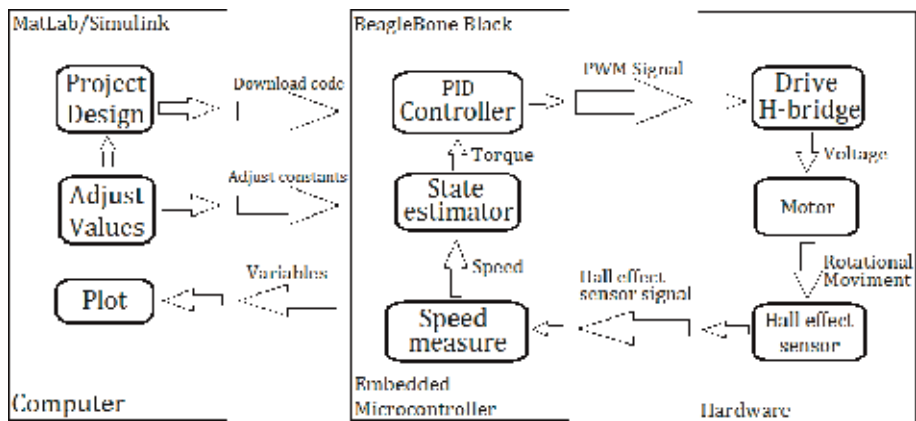 MatLab/Simulink
Project
Design
Download code
Adjust
Values
Adjust constants
Plot
Variables
Computer
BeagleBone Black
PID
Controller
PWM Signal
Torque
State
estimator
Speed
Speed
measure
Hall effect
sensor signal
Embedded
Microcontroller
Drive
H-bridge
Voltage
Motor
Rotational
Moviment
Hall effect
sensor
Hardware